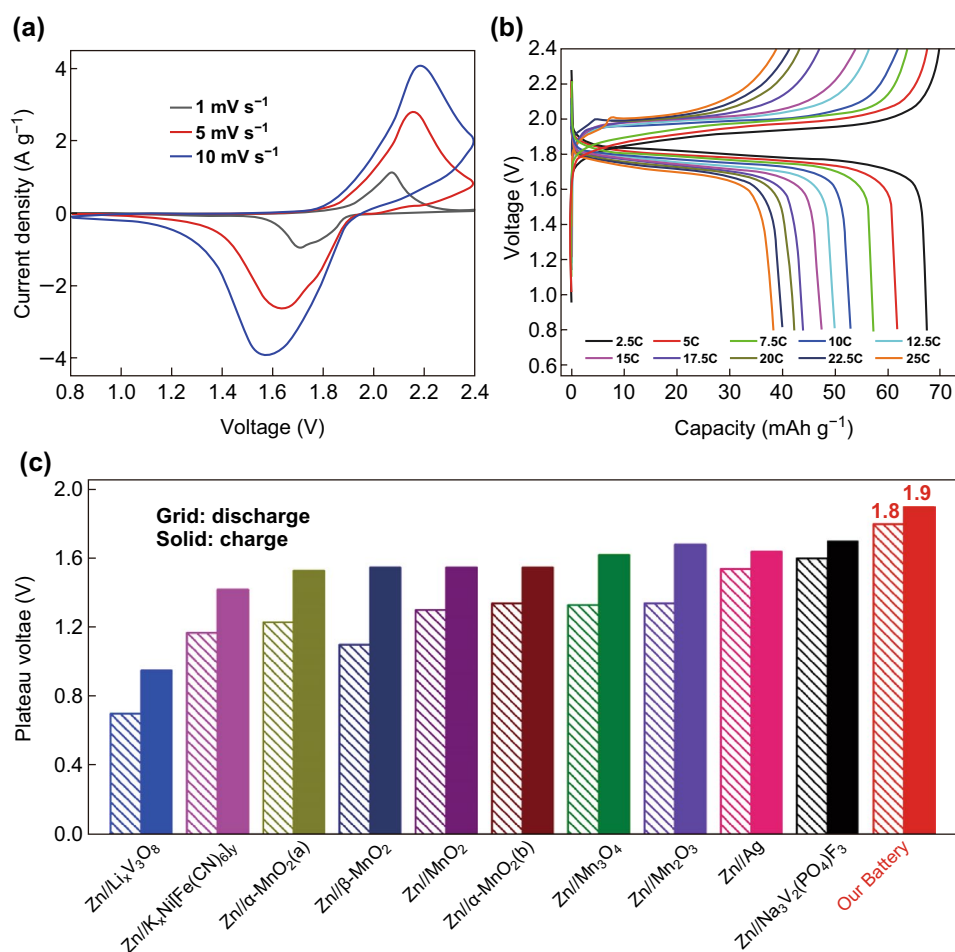 (a)
Current density (A g⁻¹)
4
2
0
−2
−4
1 mV s⁻¹
5 mV s⁻¹
10 mV s⁻¹
0.8 1.0 1.2 1.4 1.6 1.8 2.0 2.2 2.4
Voltage (V)
(b)
Voltage (V)
2.4
2.2
2.0
1.8
1.6
1.4
1.2
1.0
0.8
0.6
2.5C 5C 7.5C 10C 12.5C
15C 17.5C 20C 22.5C 25C
0 10 20 30 40 50 60 70
Capacity (mAh g⁻¹)
(c)
Plateau voltae (V)
2.0
1.6
1.2
0.8
0.4
0.0
Grid: discharge
Solid: charge
1.8
1.9
Zn//LiₓV₃O₈
Zn//KₓNi[Fe(CN)₆]ᵧ
Zn//α-MnO₂(a)
Zn//β-MnO₂
Zn//MnO₂
Zn//α-MnO₂(b)
Zn//Mn₃O₄
Zn//Mn₂O₃
Zn//Ag
Zn//Na₃V₂(PO₄)F₃
Our Battery